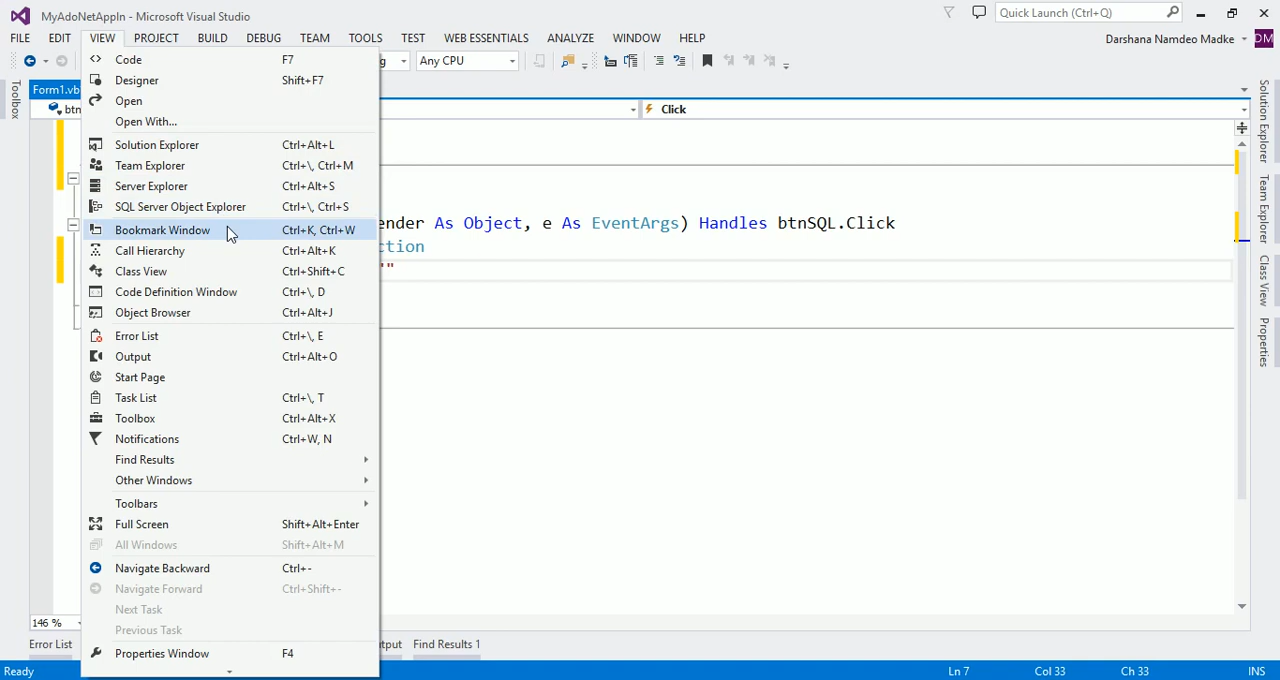 MyAdoNetAppIn - Microsoft Visual Studio
Quick Launch (Ctrl+Q)
FILE EDIT VIEW PROJECT BUILD DEBUG TEAM TOOLS TEST WEB ESSENTIALS ANALYZE WINDOW HELP
Darshana Namdeo Madke DM
g Any CPU
Form1.vb
btn Click
Toolbox
Solution Explorer
Team Explorer
Class View
Properties
Code F7
Designer Shift+F7
Open
Open With...
Solution Explorer Ctrl+Alt+L
Team Explorer Ctrl+\, Ctrl+M
Server Explorer Ctrl+Alt+S
SQL Server Object Explorer Ctrl+\, Ctrl+S
Bookmark Window Ctrl+K, Ctrl+W
Call Hierarchy Ctrl+Alt+K
Class View Ctrl+Shift+C
Code Definition Window Ctrl+\, D
Object Browser Ctrl+Alt+J
Error List Ctrl+\, E
Output Ctrl+Alt+O
Start Page
Task List Ctrl+\, T
Toolbox Ctrl+Alt+X
Notifications Ctrl+W, N
Find Results
Other Windows
Toolbars
Full Screen Shift+Alt+Enter
All Windows Shift+Alt+M
Navigate Backward Ctrl+-
Navigate Forward Ctrl+Shift+-
Next Task
Previous Task
Properties Window F4
ender As Object, e As EventArgs) Handles btnSQL.Click
ction
""
146 %
Error List tput Find Results 1
Ready Ln 7 Col 33 Ch 33 INS